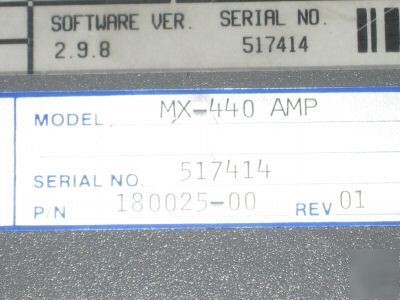 SOFTWARE VER. SERIAL NO.
2.9.8 517414
MODEL MX-440 AMP
SERIAL NO. 517414
P/N 180025-00 REV 01